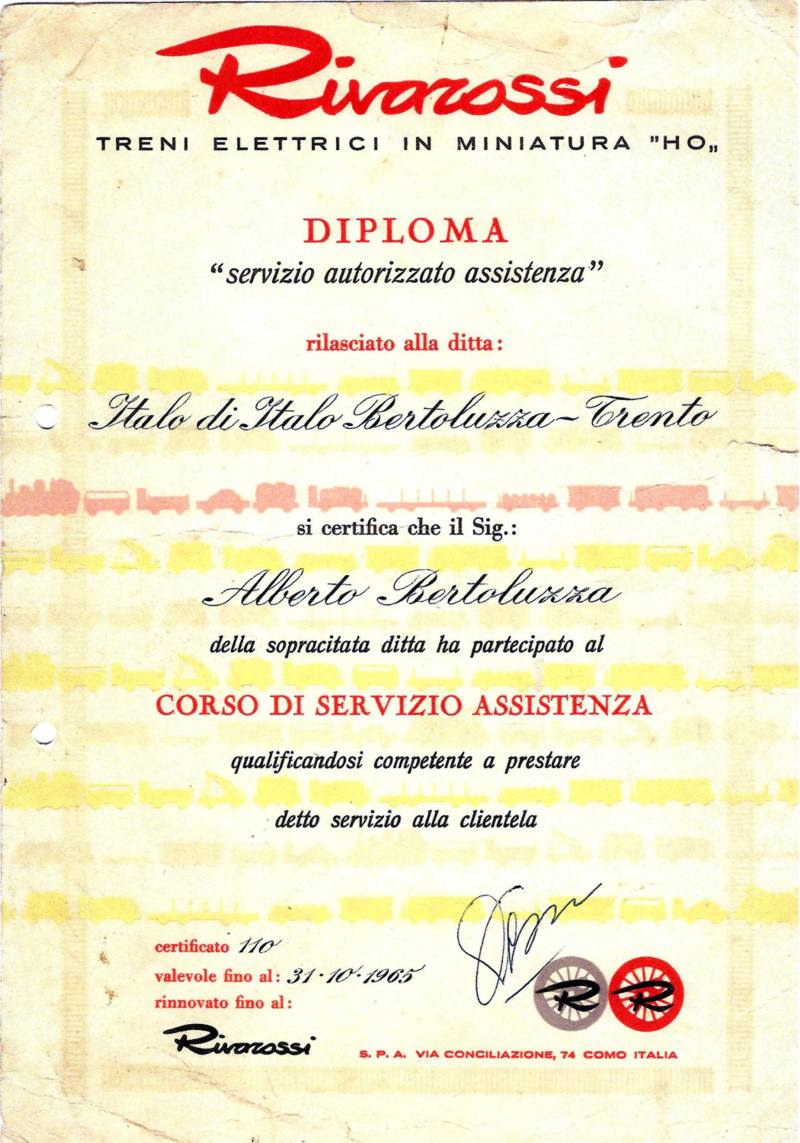 Rivarossi
TRENI ELETTRICI IN MINIATURA "HO„
DIPLOMA
“servizio autorizzato assistenza”
rilasciato alla ditta:
Italo di Italo Bertoluzza - Trento
si certifica che il Sig.:
Alberto Bertoluzza
della sopracitata ditta ha partecipato al
CORSO DI SERVIZIO ASSISTENZA
qualificandosi competente a prestare
detto servizio alla clientela
certificato 110
valevole fino al: 31·10·1965
rinnovato fino al:
R R
Rivarossi
S. P. A. VIA CONCILIAZIONE, 74 COMO ITALIA